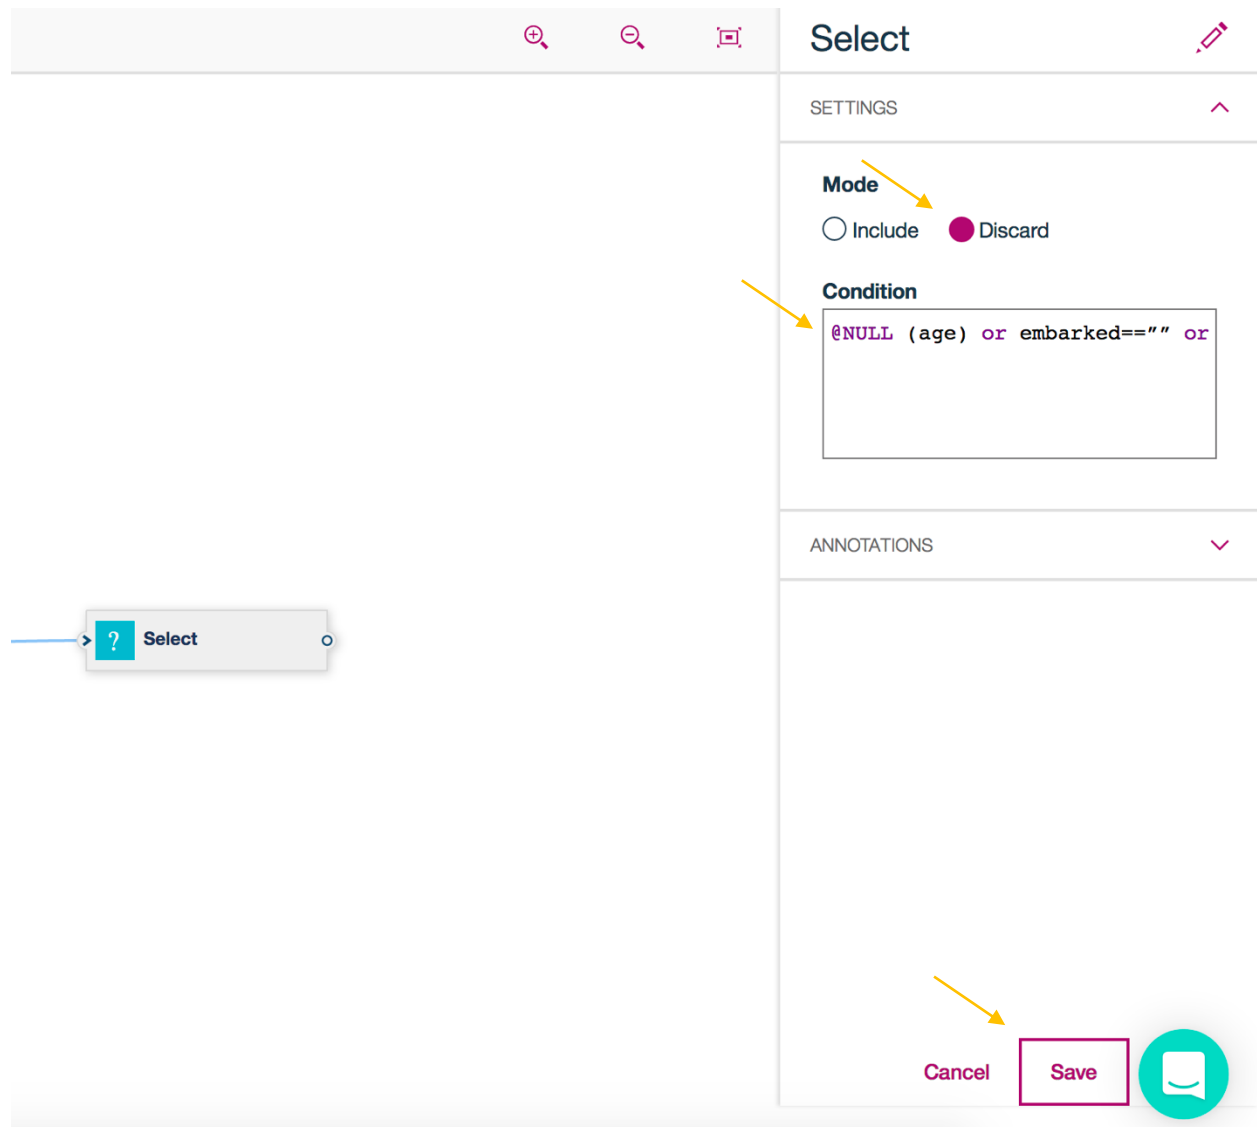 Select
SETTINGS
Mode
Include Discard
Condition
@NULL (age) or embarked=="" or
ANNOTATIONS
? Select
Cancel Save